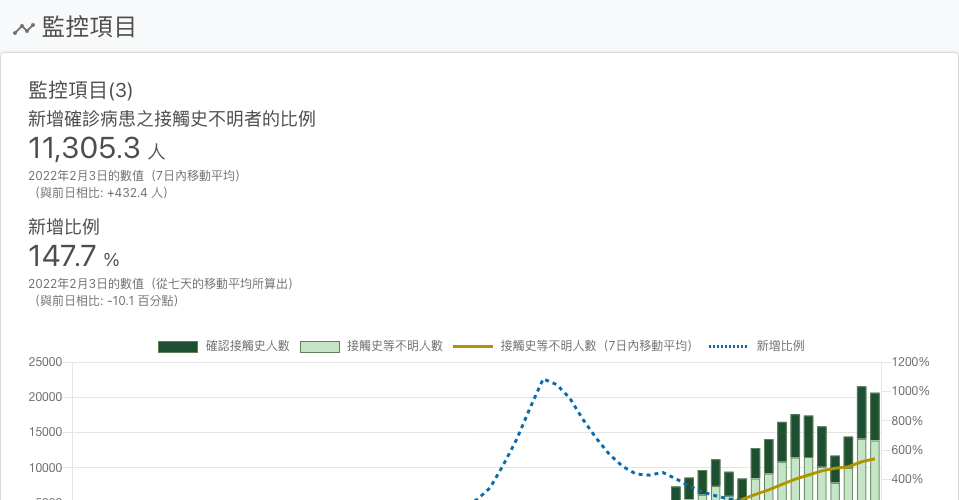 監控項目
監控項目(3)
新增確診病患之接觸史不明者的比例
11,305.3 人
2022年2月3日的數值（7日內移動平均）
（與前日相比: +432.4 人）
新增比例
147.7 %
2022年2月3日的數值（從七天的移動平均所算出）
（與前日相比: -10.1 百分點）
確認接觸史人數 接觸史等不明人數 接觸史等不明人數（7日內移動平均） 新增比例
25000 1200%
20000 1000%
15000 800%
10000 600%
400%